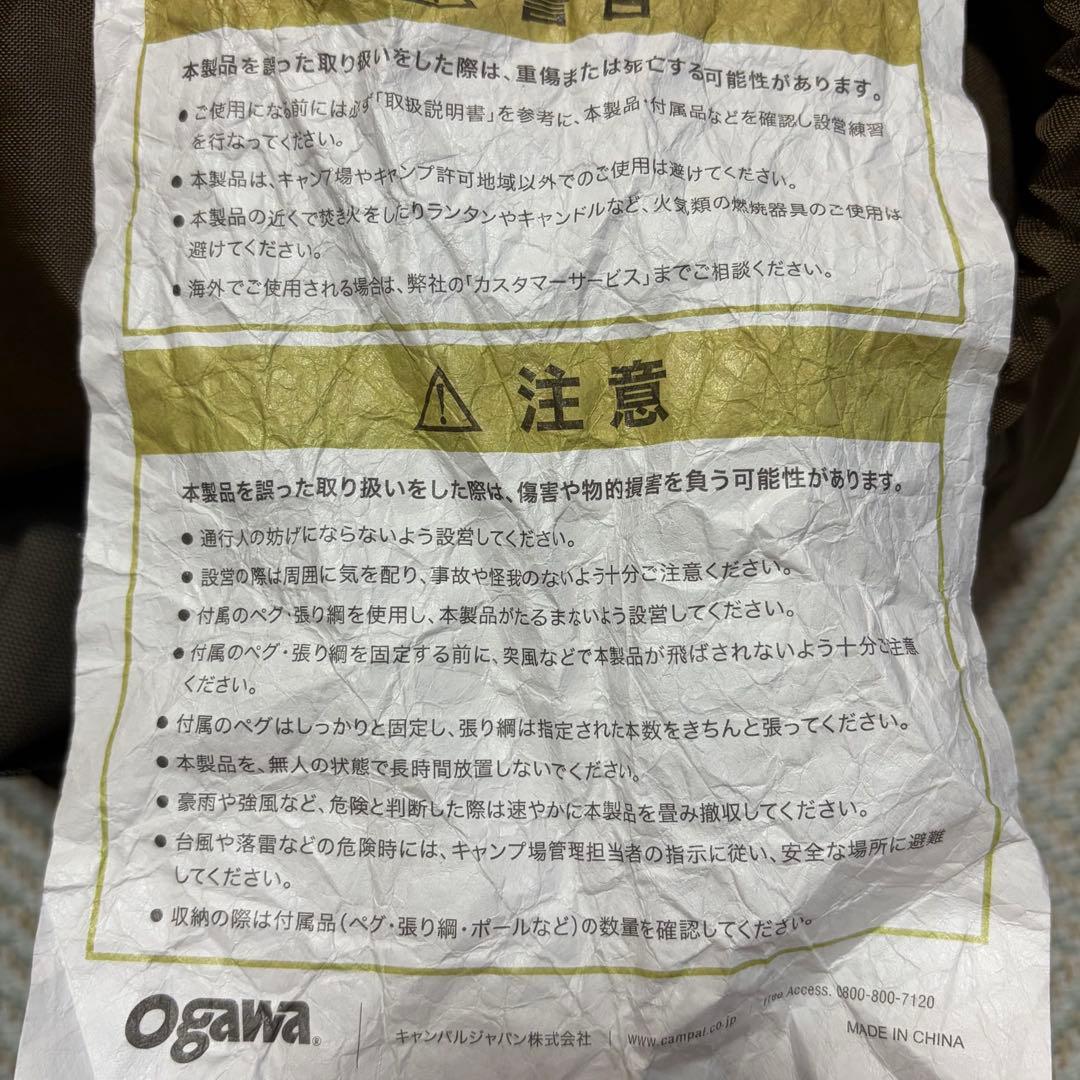 警告
本製品を誤った取り扱いをした際は、重傷または死亡する可能性があります。
● ご使用になる前には必ず「取扱説明書」を参考に、本製品・付属品などを確認し設営練習
を行なってください。
● 本製品は、キャンプ場やキャンプ許可地域以外でのご使用は避けてください。
● 本製品の近くで焚き火をしたりランタンやキャンドルなど、火気類の燃焼器具のご使用は
避けてください。
● 海外でご使用される場合は、弊社の「カスタマーサービス」までご相談ください。
注意
本製品を誤った取り扱いをした際は、傷害や物的損害を負う可能性があります。
● 通行人の妨げにならないよう設営してください。
● 設営の際は周囲に気を配り、事故や怪我のないよう十分ご注意ください。
● 付属のペグ・張り綱を使用し、本製品がたるまないよう設営してください。
● 付属のペグ・張り綱を固定する前に、突風などで本製品が飛ばされないよう十分ご注意
ください。
● 付属のペグはしっかりと固定し、張り綱は指定された本数をきちんと張ってください。
● 本製品を、無人の状態で長時間放置しないでください。
● 豪雨や強風など、危険と判断した際は速やかに本製品を畳み撤収してください。
● 台風や落雷などの危険時には、キャンプ場管理担当者の指示に従い、安全な場所に避難
してください。
● 収納の際は付属品(ペグ・張り綱・ポールなど)の数量を確認してください。
ogawa® | キャンパルジャパン株式会社 | www.campal.co.jp
Free Access. 0800-800-7120
MADE IN CHINA